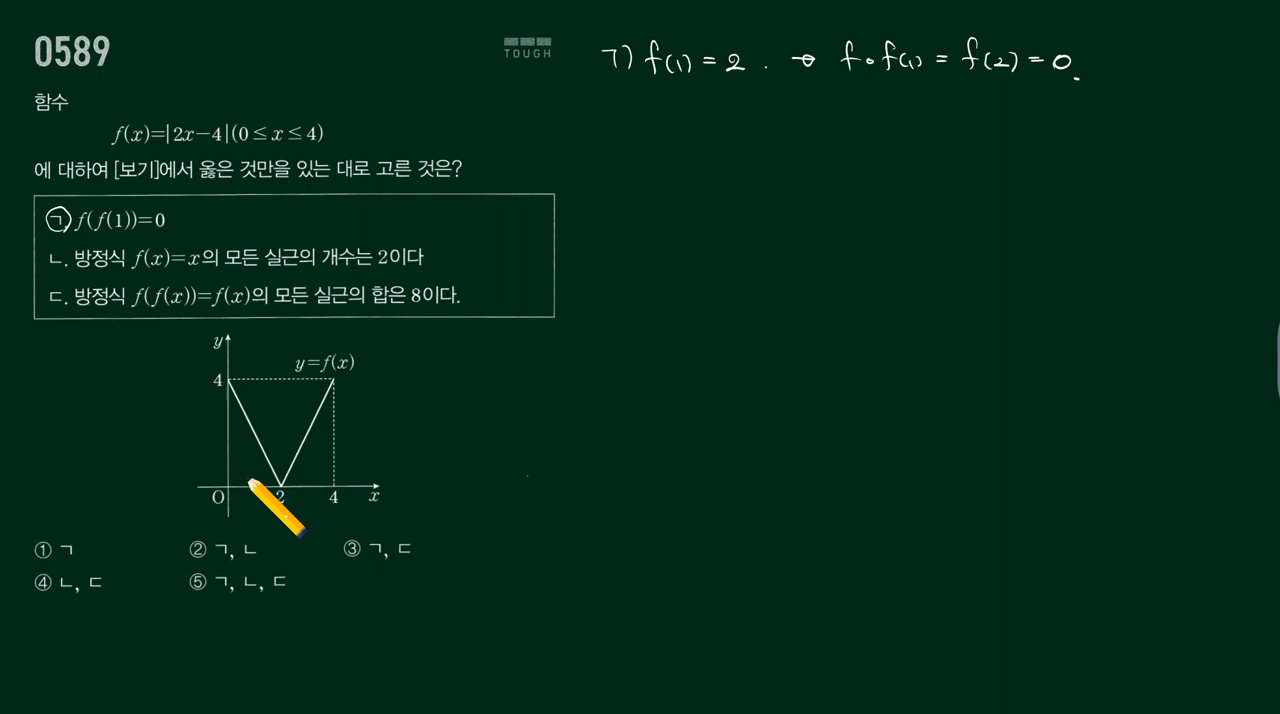 0589
TOUGH
ㄱ) f(1) = 2 . → f∘f(1) = f(2) = 0.
함수
f(x)=|2x-4|(0≤x≤4)
에 대하여 [보기]에서 옳은 것만을 있는 대로 고른 것은?
ㄱ. f(f(1))=0
ㄴ. 방정식 f(x)=x의 모든 실근의 개수는 2이다
ㄷ. 방정식 f(f(x))=f(x)의 모든 실근의 합은 8이다.
y
y=f(x)
4
O 2 4 x
① ㄱ ② ㄱ, ㄴ ③ ㄱ, ㄷ
④ ㄴ, ㄷ ⑤ ㄱ, ㄴ, ㄷ